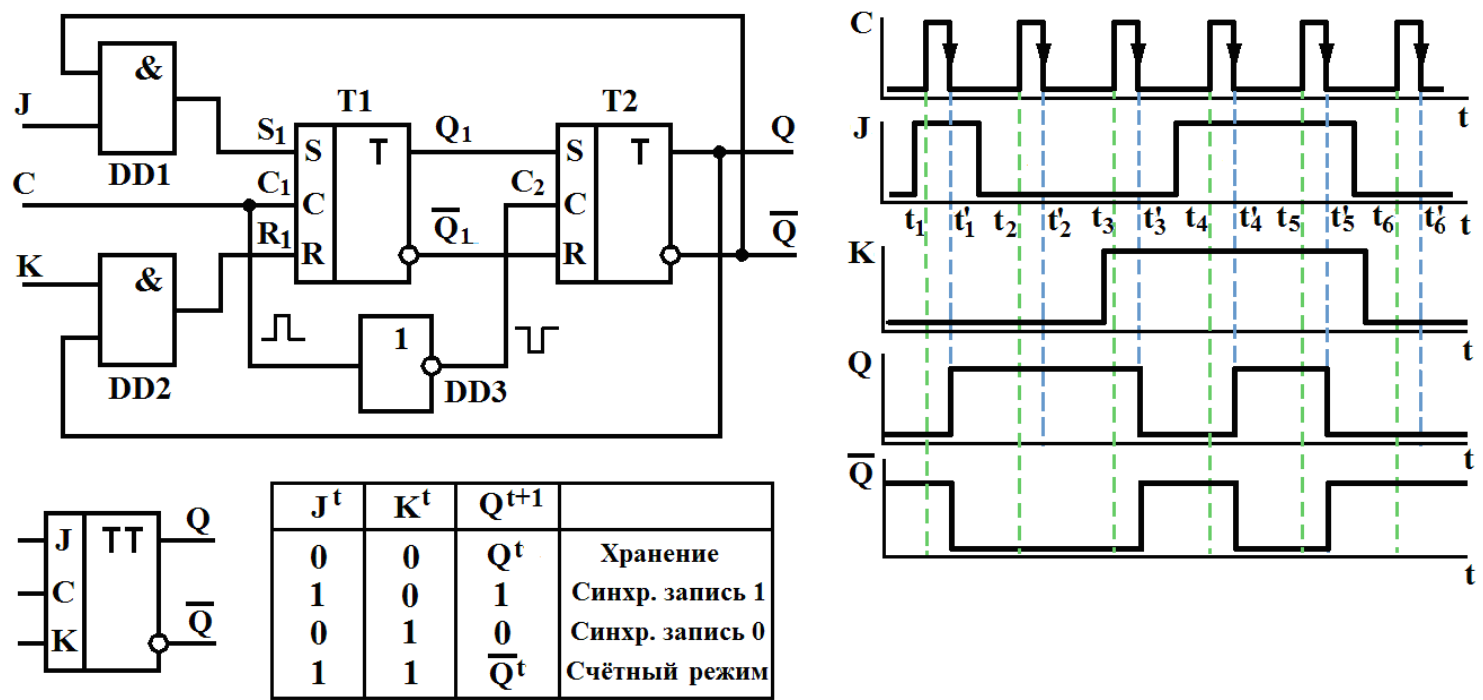 & T1 T2
J S₁ S T Q₁ S T Q
DD1
C C₁ C C₂ C
R₁ R Q̅₁ R Q̅
K &
1
DD2 DD3
J TT Q
C
K Q̅
Jᵗ Kᵗ Qᵗ⁺¹
0 0 Qᵗ Хранение
1 0 1 Синхр. запись 1
0 1 0 Синхр. запись 0
1 1 Q̅ᵗ Счётный режим
C t
J
t₁ t'₁ t₂ t'₂ t₃ t'₃ t₄ t'₄ t₅ t'₅ t₆ t'₆ t
K t
Q t
Q̅ t